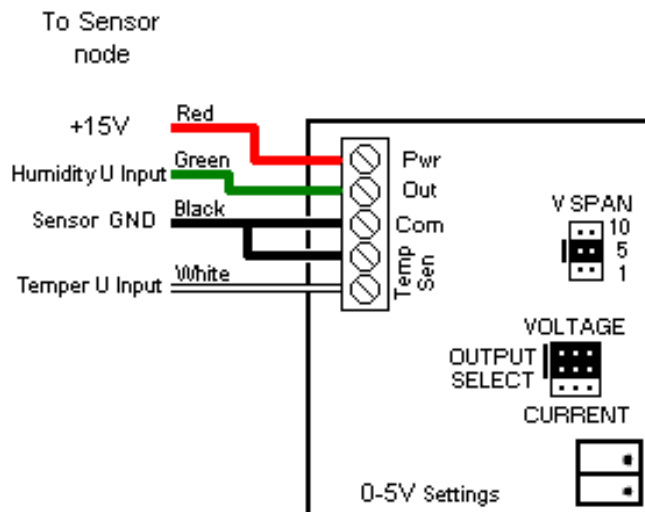 To Sensor
node
+15V
Red
Pwr
Humidity U Input
Green
Out
Sensor GND
Black
Com
Temper U Input
White
Temp
Sen
V SPAN
10
5
1
VOLTAGE
OUTPUT
SELECT
CURRENT
0-5V Settings